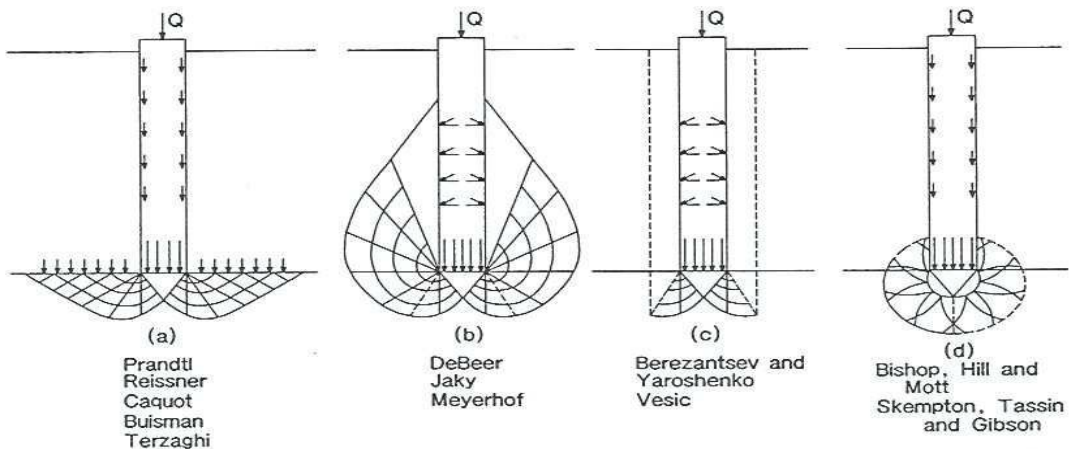 Q
Q
Q
Q
(a)
Prandtl
Reissner
Caquot
Buisman
Terzaghi
(b)
DeBeer
Jaky
Meyerhof
(c)
Berezantsev and
Yaroshenko
Vesic
(d)
Bishop, Hill and
Mott
Skempton, Tassin
and Gibson